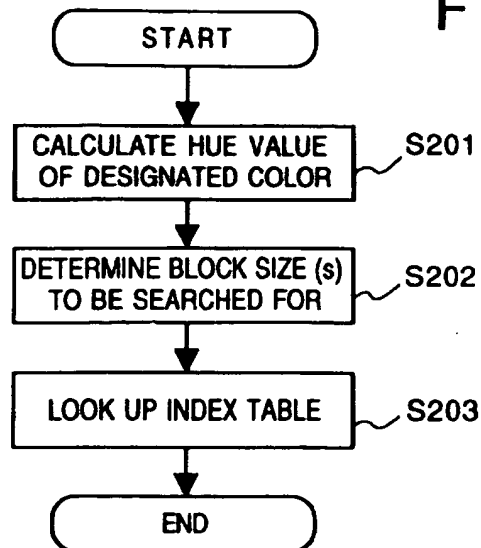 F
START
CALCULATE HUE VALUE
OF DESIGNATED COLOR
S201
DETERMINE BLOCK SIZE (s)
TO BE SEARCHED FOR
S202
LOOK UP INDEX TABLE
S203
END